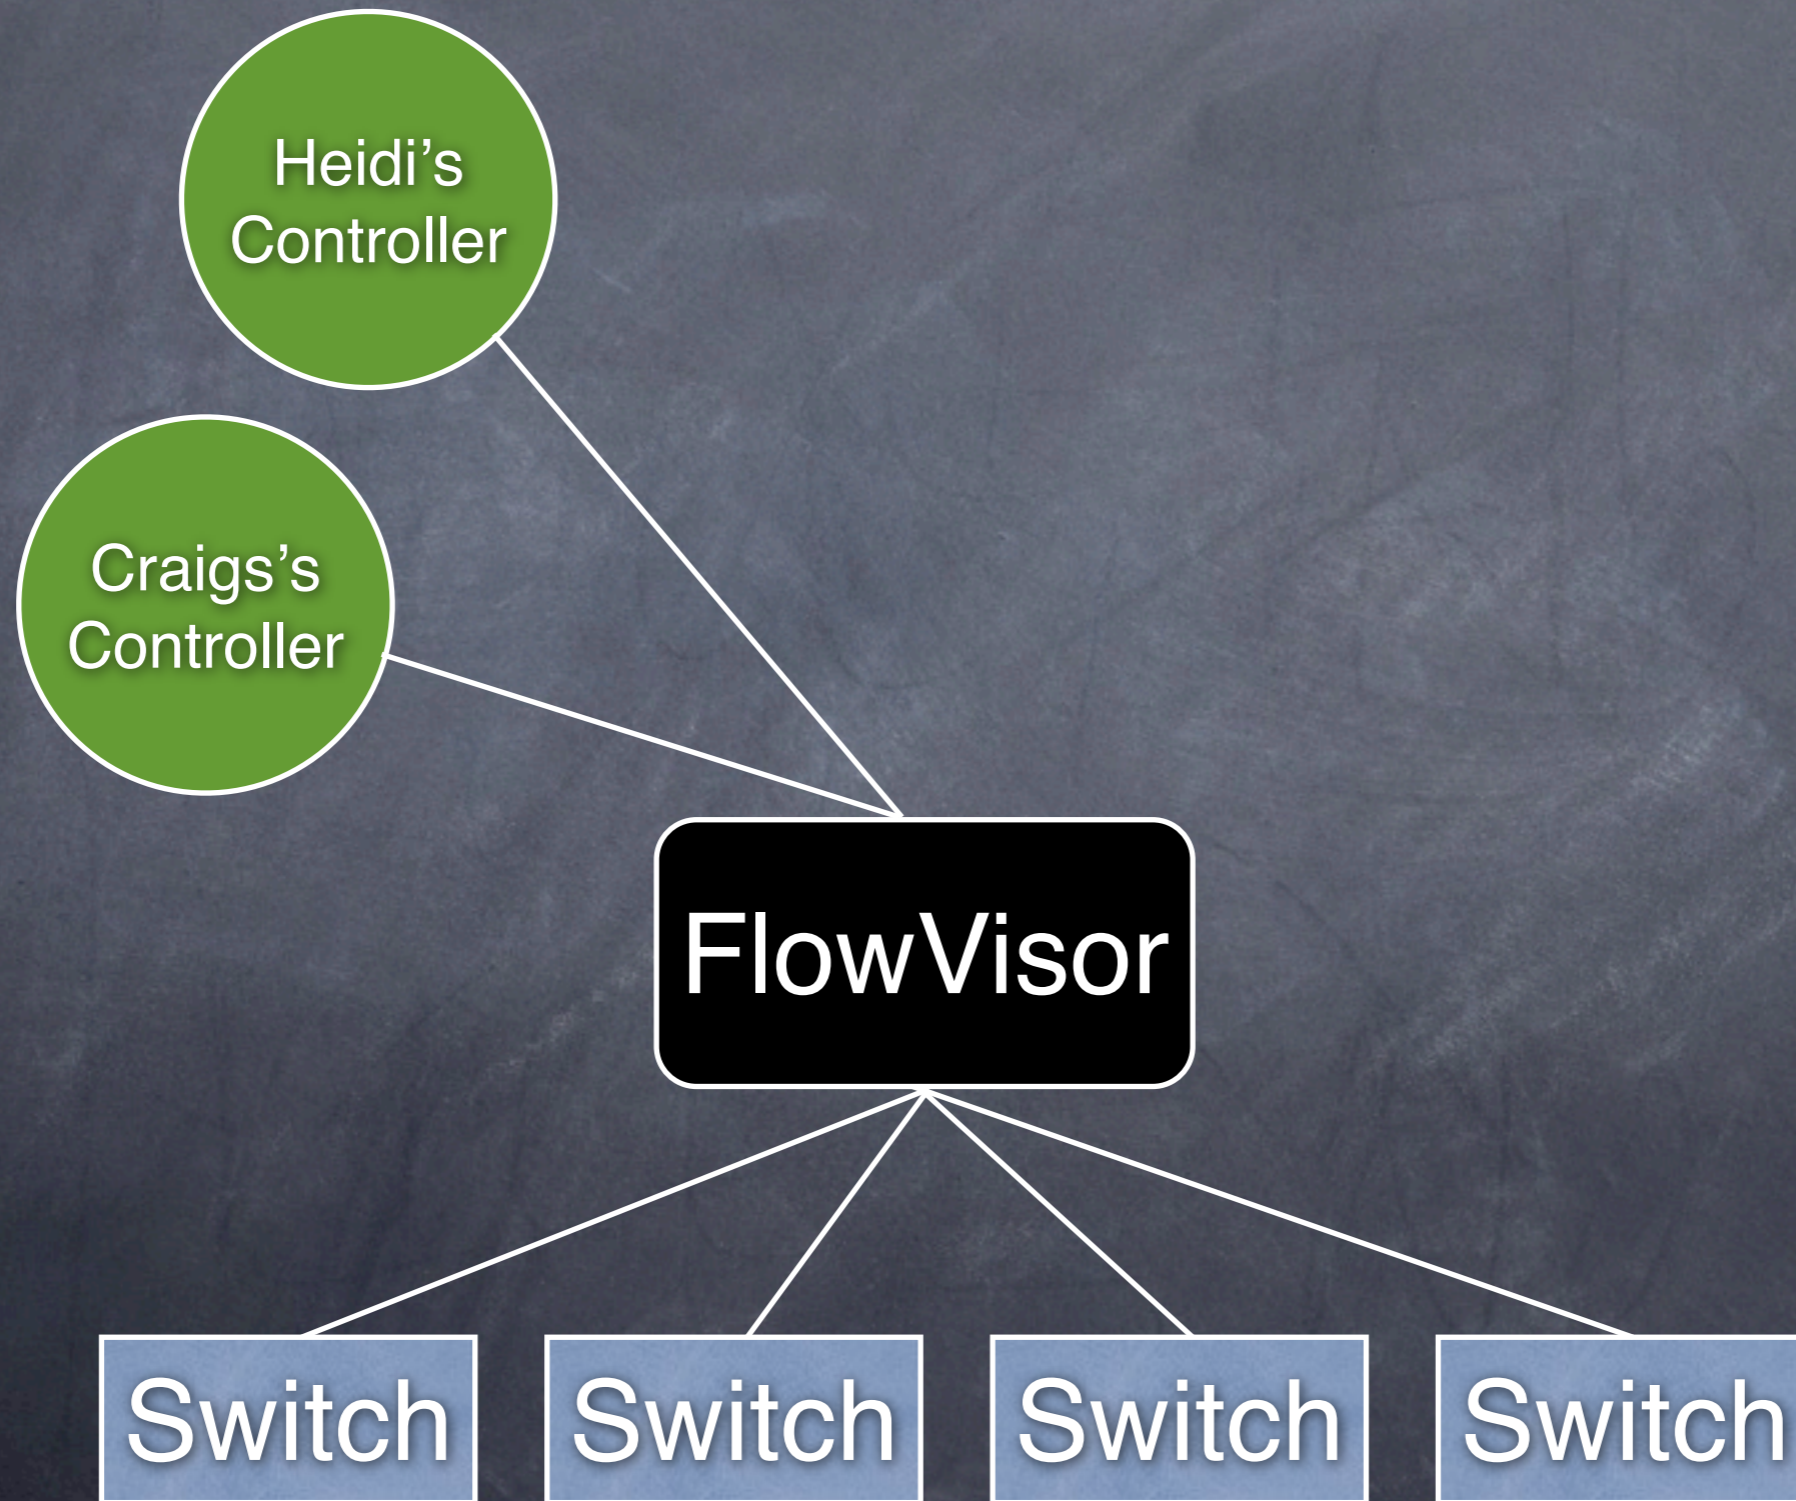 Heidi’s
Controller
Craigs’s
Controller
FlowVisor
Switch Switch Switch Switch